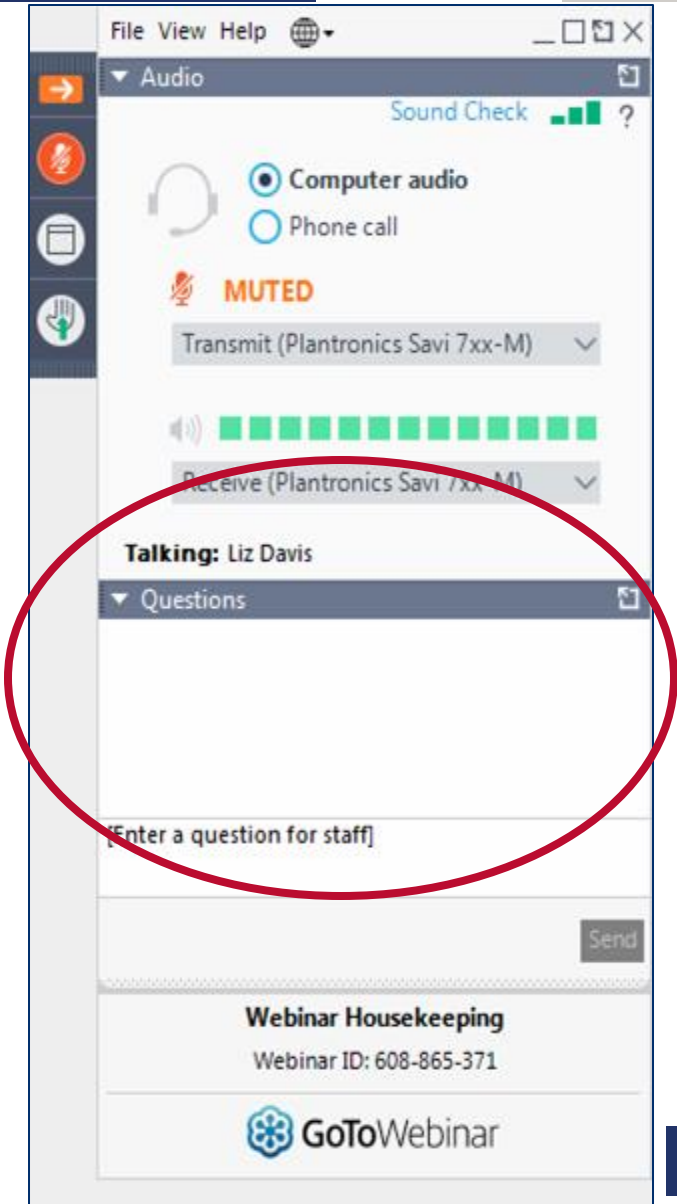 File View Help
Audio
Sound Check ?
Computer audio
Phone call
MUTED
Transmit (Plantronics Savi 7xx-M)
Receive (Plantronics Savi 7xx-M)
Talking: Liz Davis
Questions
[Enter a question for staff]
Send
Webinar Housekeeping
Webinar ID: 608-865-371
GoToWebinar